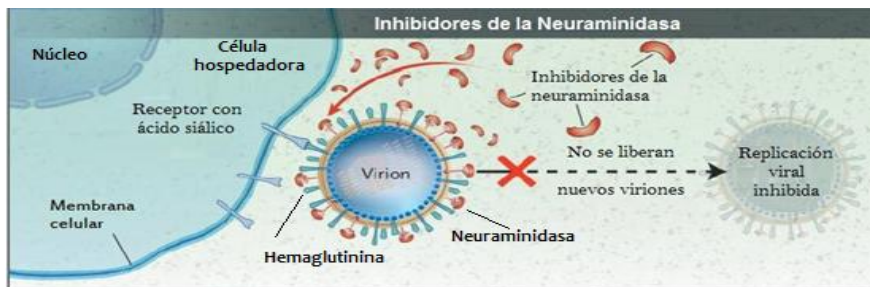 Inhibidores de la Neuraminidasa
Núcleo
Célula
hospedadora
Receptor con
ácido siálico
Membrana
celular
Virion
Hemaglutinina
Neuraminidasa
Inhibidores de la
neuraminidasa
No se liberan
nuevos viriones
Replicación
viral
inhibida